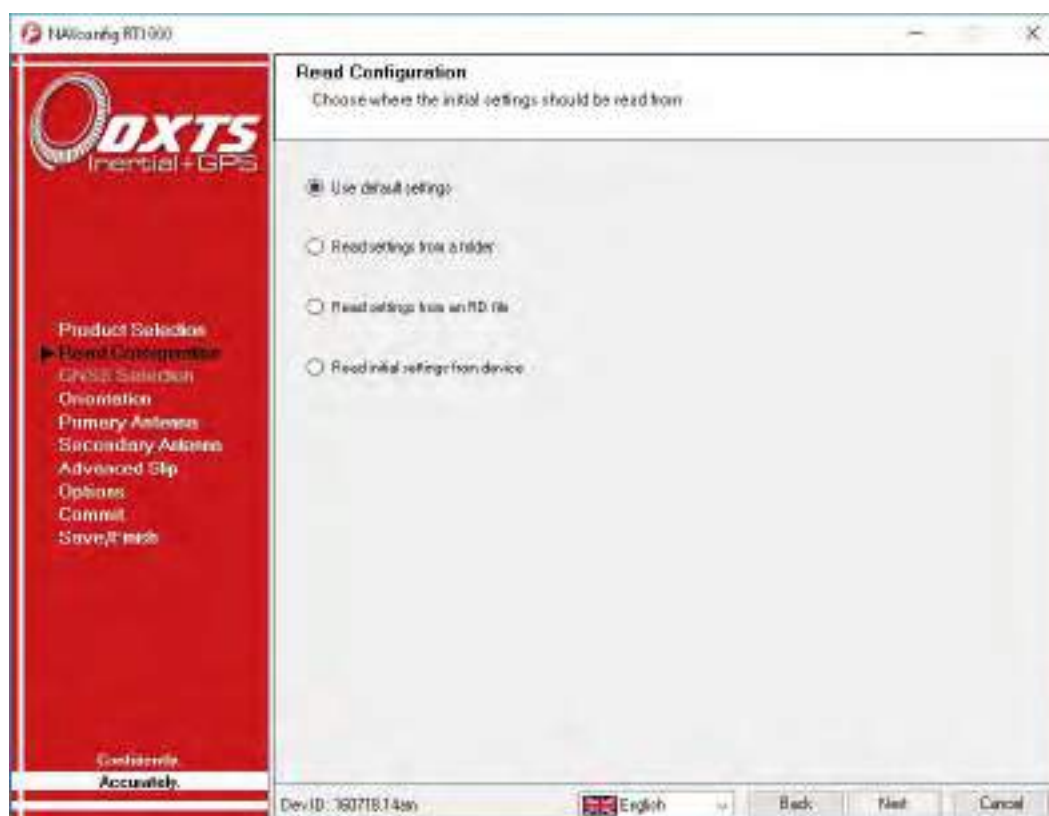 NAVconfig RT1000
OXTS
Inertial+GPS
Product Selection
Read Configuration
GNSS Selection
Orientation
Primary Antenna
Secondary Antenna
Advanced Slip
Options
Commit
Save/Finish
Confidently.
Accurately.
Read Configuration
Choose where the initial settings should be read from
Use default settings
Read settings from a folder
Read settings from an RD file
Read initial settings from device
Dev ID: 160718.14an
English
Back
Next
Cancel